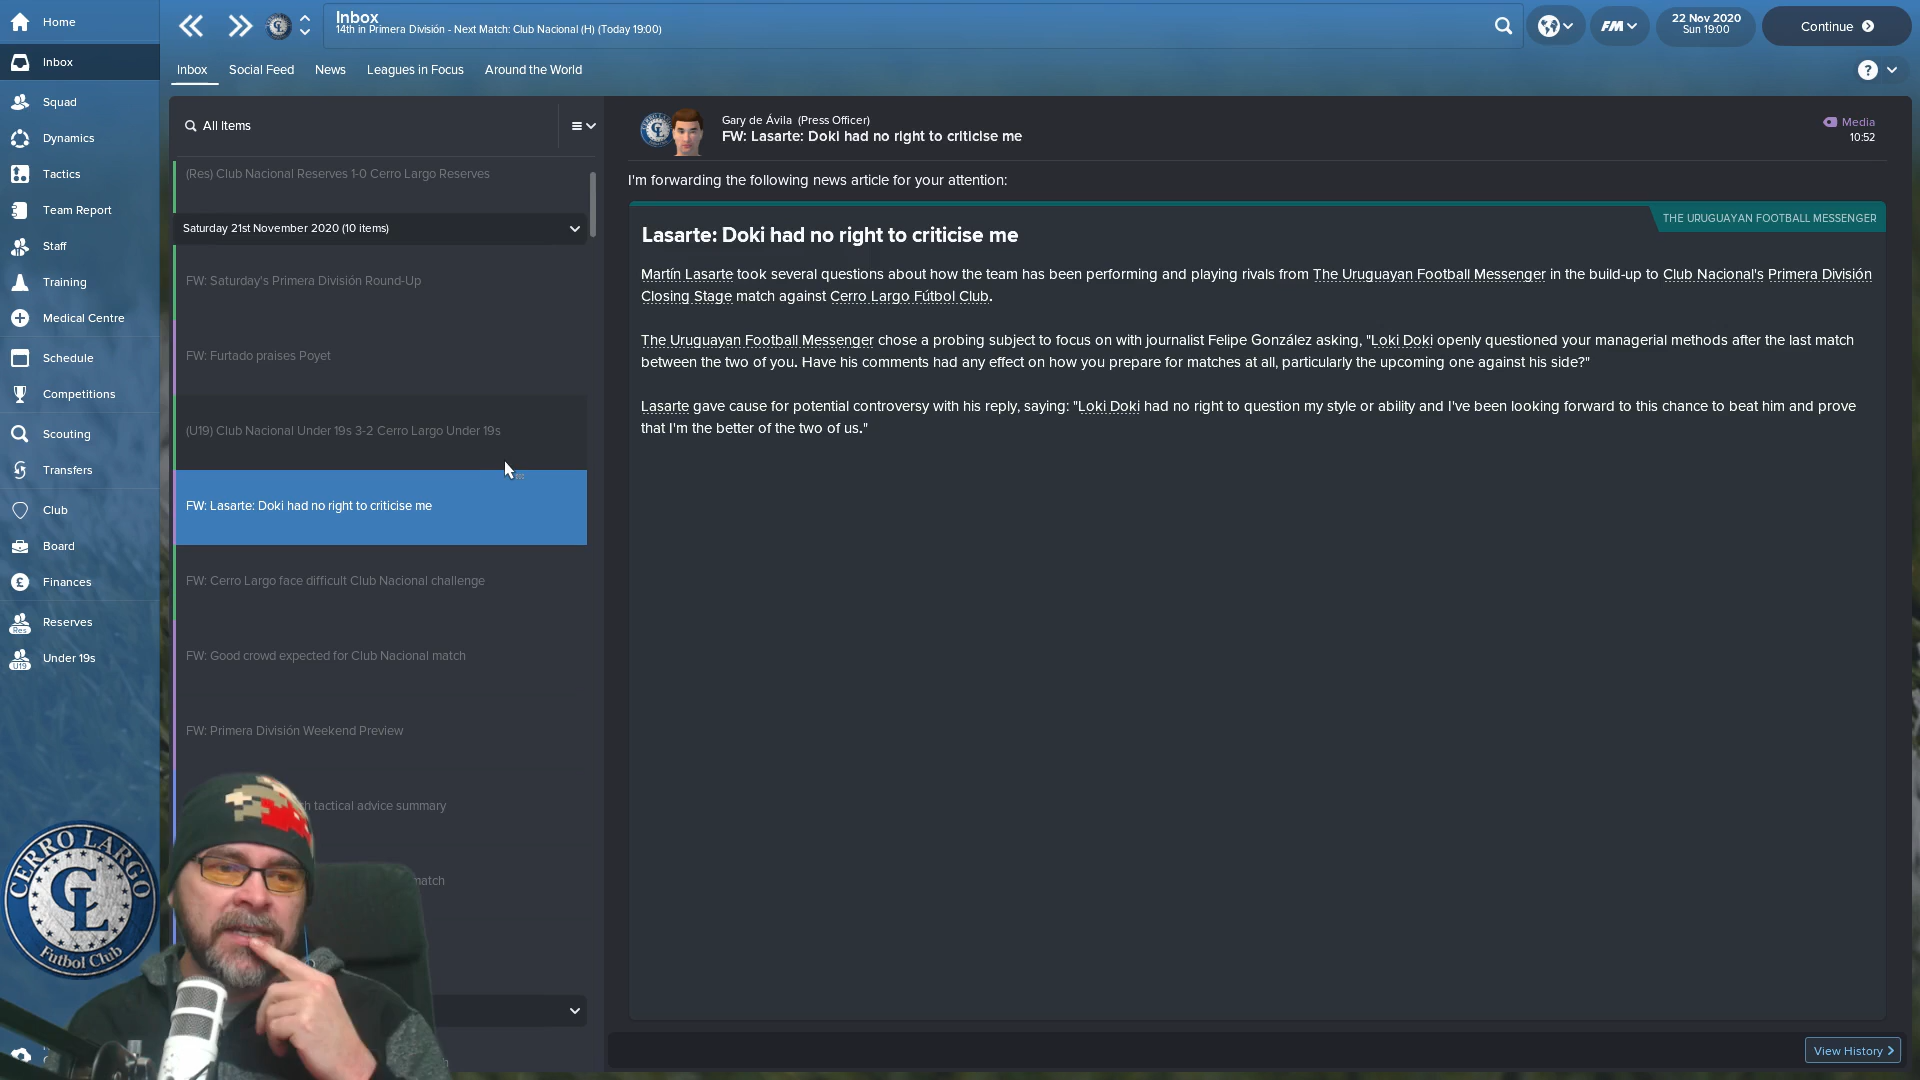 Home
Inbox
Squad
Dynamics
Tactics
Team Report
Staff
Training
Medical Centre
Schedule
Competitions
Scouting
Transfers
Club
Board
Finances
Reserves
Res
Under 19s
U19
Inbox
14th in Primera División - Next Match: Club Nacional (H) (Today 19:00)
FM
22 Nov 2020
Sun 19:00
Continue
Inbox
Social Feed
News
Leagues in Focus
Around the World
?
All Items
(Res) Club Nacional Reserves 1-0 Cerro Largo Reserves
Saturday 21st November 2020 (10 items)
FW: Saturday's Primera División Round-Up
FW: Furtado praises Poyet
(U19) Club Nacional Under 19s 3-2 Cerro Largo Under 19s
FW: Lasarte: Doki had no right to criticise me
FW: Cerro Largo face difficult Club Nacional challenge
FW: Good crowd expected for Club Nacional match
FW: Primera División Weekend Preview
tactical advice summary
match
Gary de Ávila (Press Officer)
FW: Lasarte: Doki had no right to criticise me
Media
10:52
I'm forwarding the following news article for your attention:
THE URUGUAYAN FOOTBALL MESSENGER
Lasarte: Doki had no right to criticise me
Martín Lasarte took several questions about how the team has been performing and playing rivals from The Uruguayan Football Messenger in the build-up to Club Nacional's Primera División
Closing Stage match against Cerro Largo Fútbol Club.
The Uruguayan Football Messenger chose a probing subject to focus on with journalist Felipe González asking, "Loki Doki openly questioned your managerial methods after the last match
between the two of you. Have his comments had any effect on how you prepare for matches at all, particularly the upcoming one against his side?"
Lasarte gave cause for potential controversy with his reply, saying: "Loki Doki had no right to question my style or ability and I've been looking forward to this chance to beat him and prove
that I'm the better of the two of us."
View History
CERRO LARGO
CL
Futbol Club